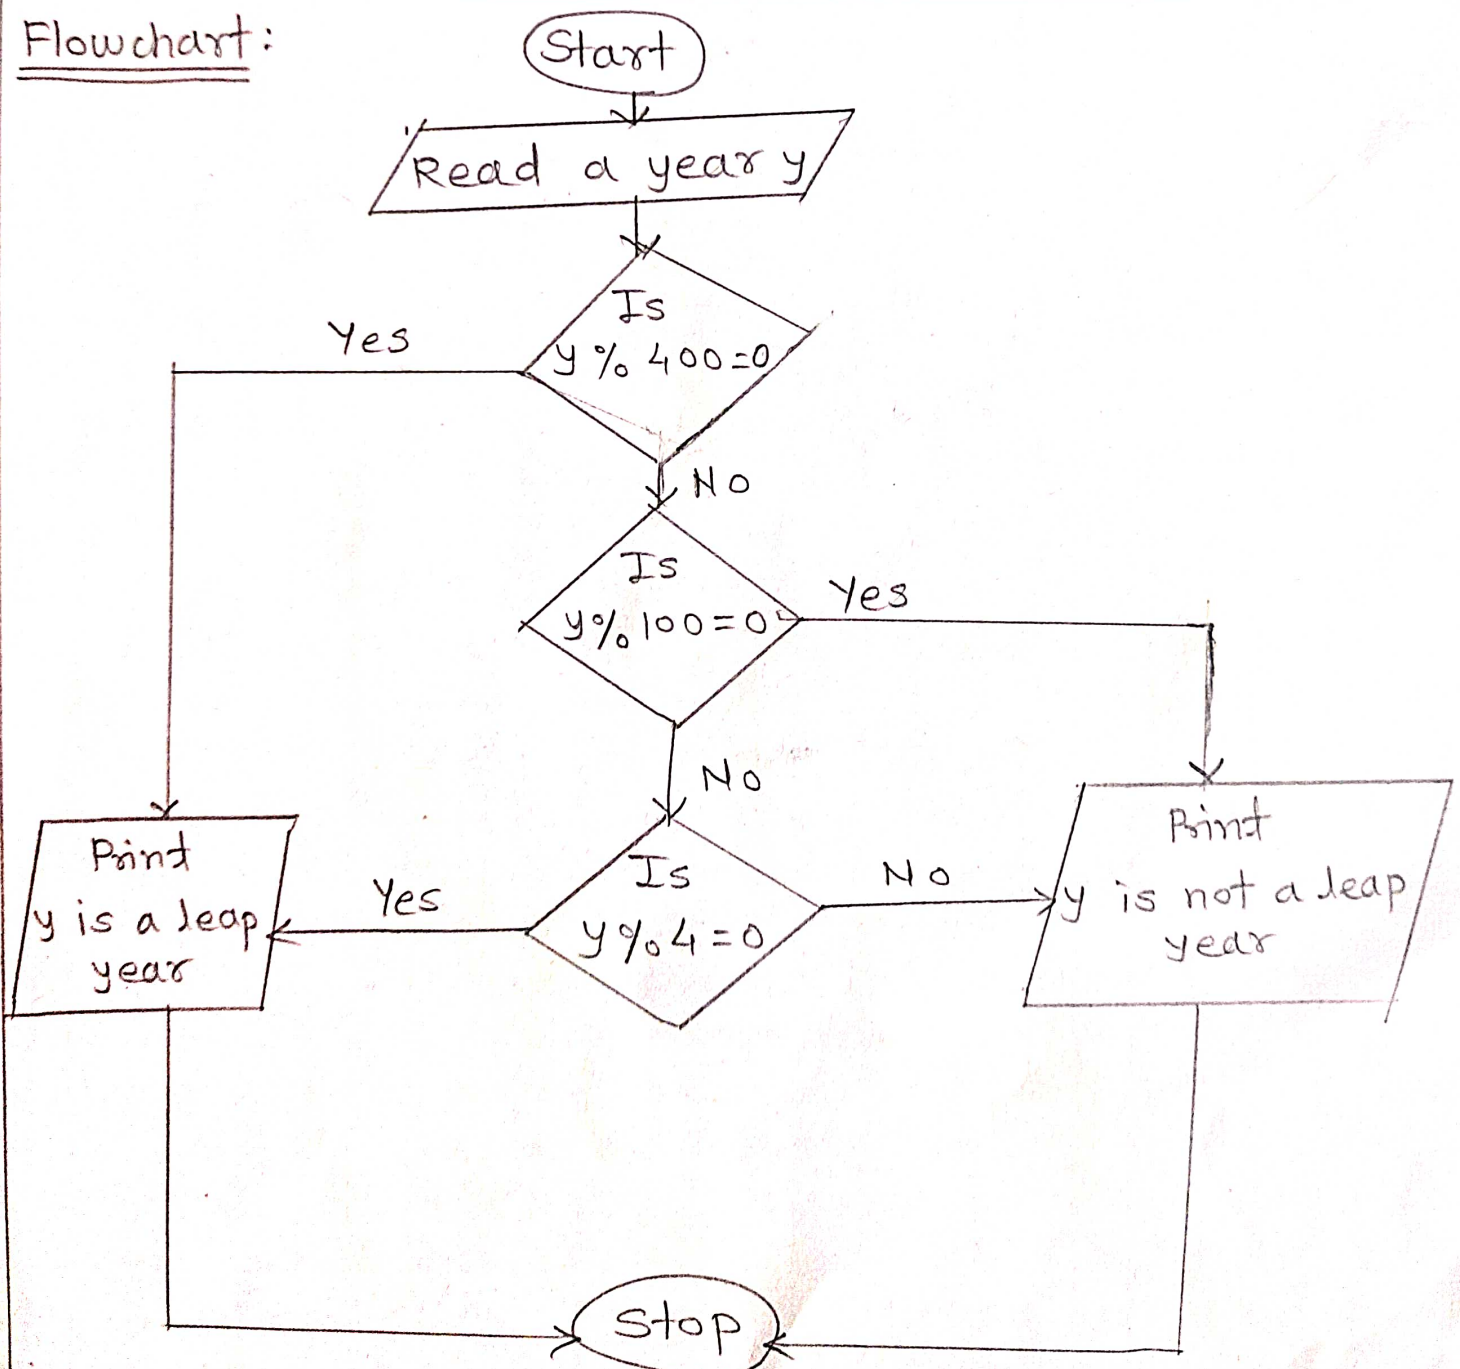 Flowchart:
Start
Read a year y
Is
y % 400=0
Yes
No
Is
y%100=0
Yes
No
Is
y%4=0
Yes
No
Print
y is a leap
year
Print
y is not a leap
year
Stop